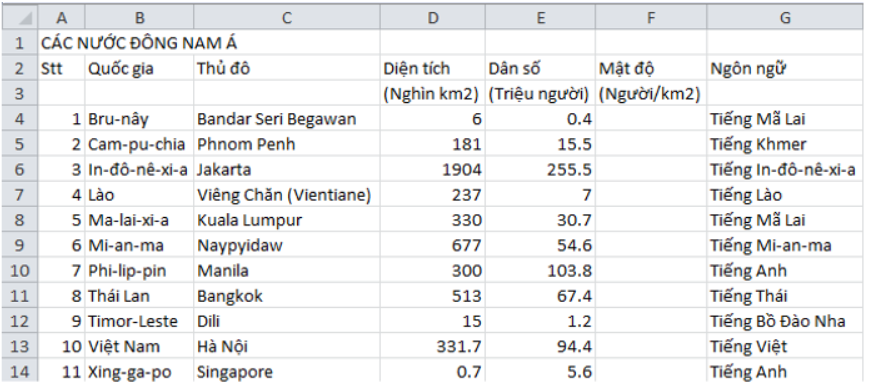 A B C D E F G
1 CÁC NƯỚC ĐÔNG NAM Á
2 Stt Quốc gia Thủ đô Diện tích Dân số Mật độ Ngôn ngữ
3 (Nghìn km2) (Triệu người) (Người/km2)
4 1 Bru-nây Bandar Seri Begawan 6 0.4 Tiếng Mã Lai
5 2 Cam-pu-chia Phnom Penh 181 15.5 Tiếng Khmer
6 3 In-đô-nê-xi-a Jakarta 1904 255.5 Tiếng In-đô-nê-xi-a
7 4 Lào Viêng Chăn (Vientiane) 237 7 Tiếng Lào
8 5 Ma-lai-xi-a Kuala Lumpur 330 30.7 Tiếng Mã Lai
9 6 Mi-an-ma Naypyidaw 677 54.6 Tiếng Mi-an-ma
10 7 Phi-lip-pin Manila 300 103.8 Tiếng Anh
11 8 Thái Lan Bangkok 513 67.4 Tiếng Thái
12 9 Timor-Leste Dili 15 1.2 Tiếng Bồ Đào Nha
13 10 Việt Nam Hà Nội 331.7 94.4 Tiếng Việt
14 11 Xing-ga-po Singapore 0.7 5.6 Tiếng Anh